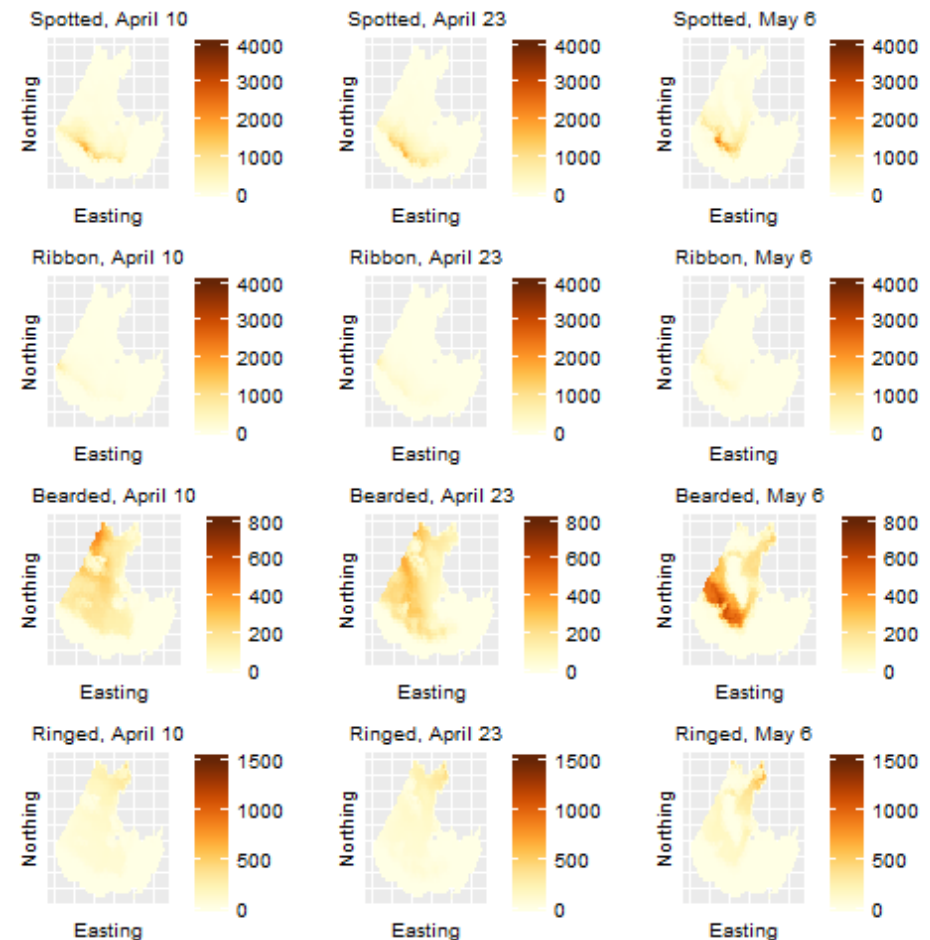 Spotted, April 10
4000
3000
2000
1000
0
Northing
Easting
Spotted, April 23
4000
3000
2000
1000
0
Northing
Easting
Spotted, May 6
4000
3000
2000
1000
0
Northing
Easting
Ribbon, April 10
4000
3000
2000
1000
0
Northing
Easting
Ribbon, April 23
4000
3000
2000
1000
0
Northing
Easting
Ribbon, May 6
4000
3000
2000
1000
0
Northing
Easting
Bearded, April 10
800
600
400
200
0
Northing
Easting
Bearded, April 23
800
600
400
200
0
Northing
Easting
Bearded, May 6
800
600
400
200
0
Northing
Easting
Ringed, April 10
1500
1000
500
0
Northing
Easting
Ringed, April 23
1500
1000
500
0
Northing
Easting
Ringed, May 6
1500
1000
500
0
Northing
Easting